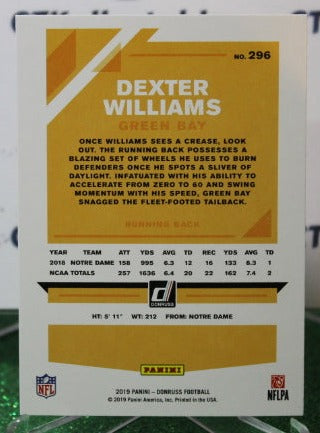 NO. 296
DEXTER
WILLIAMS
GREEN BAY
ONCE WILLIAMS SEES A CREASE, LOOK
OUT. THE RUNNING BACK POSSESSES A
BLAZING SET OF WHEELS HE USES TO BURN
DEFENDERS ONCE HE SPOTS A SLIVER OF
DAYLIGHT. INFATUATED WITH HIS ABILITY TO
ACCELERATE FROM ZERO TO 60 AND SWING
MOMENTUM WITH HIS SPEED, GREEN BAY
SNAGGED THE FLEET-FOOTED TAILBACK.
RUNNING BACK
YEAR TEAM ATT YDS AVG TD REC YDS AVG TD
2018 NOTRE DAME 158 995 6.3 12 16 133 8.3 1
NCAA TOTALS 257 1636 6.4 20 22 162 7.4 2
DONRUSS
HT: 5' 11" WT: 212 FROM: NOTRE DAME
PANINI
NFL
NFLPA
2019 PANINI – DONRUSS FOOTBALL
© 2019 Panini America, Inc. Printed in the USA.